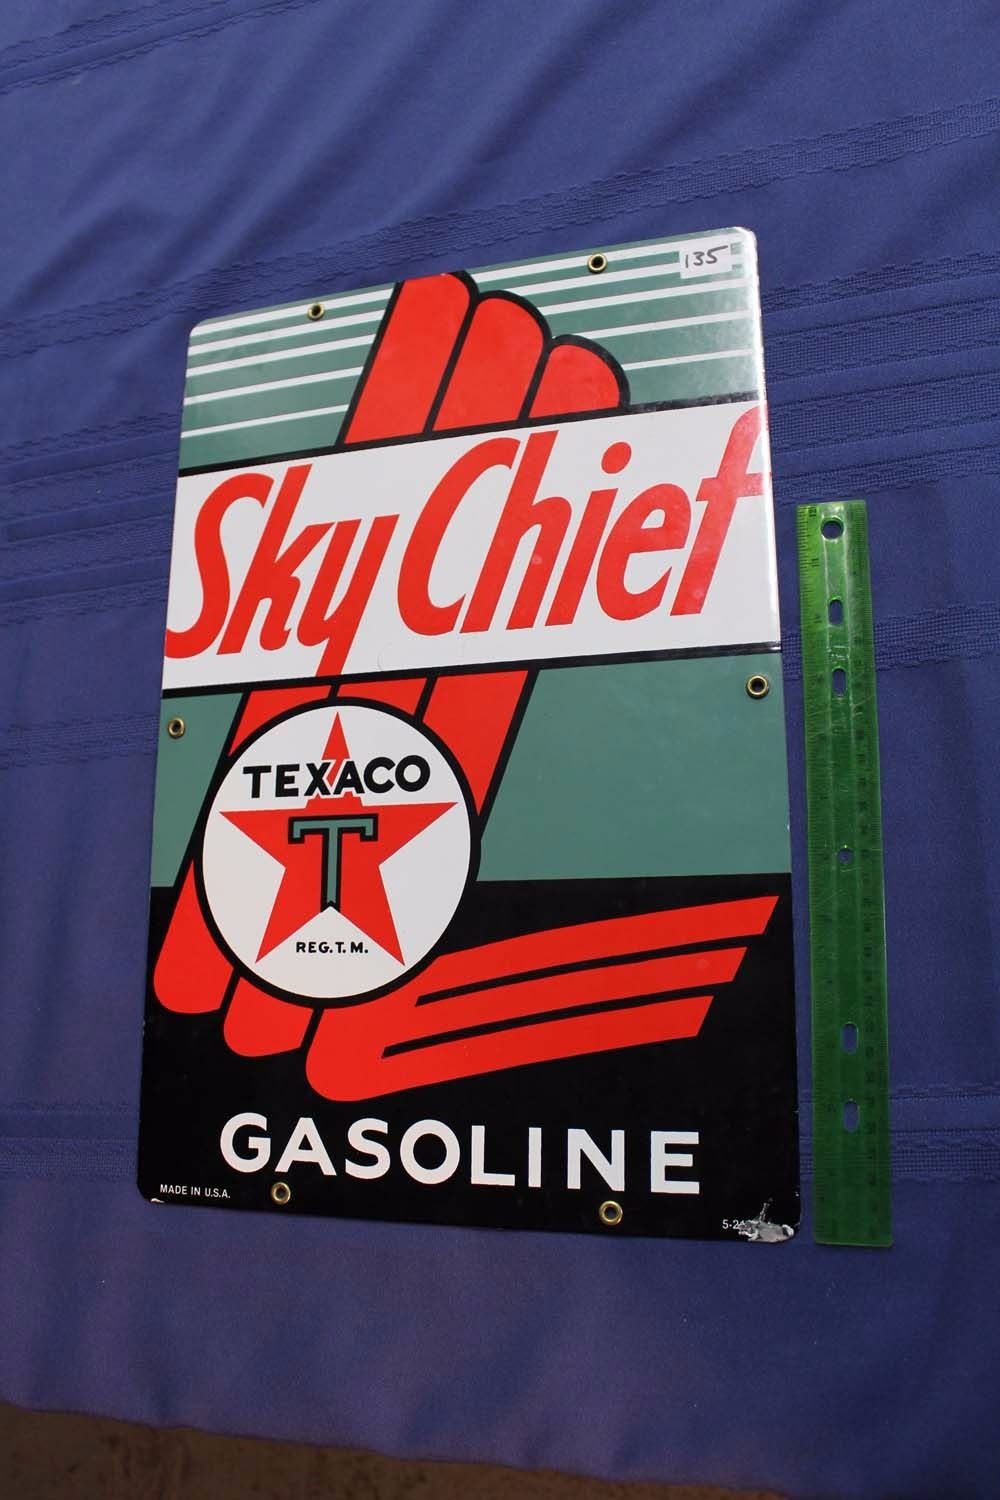 135
Sky Chief
TEXACO
T
REG. T. M.
GASOLINE
MADE IN U.S.A.